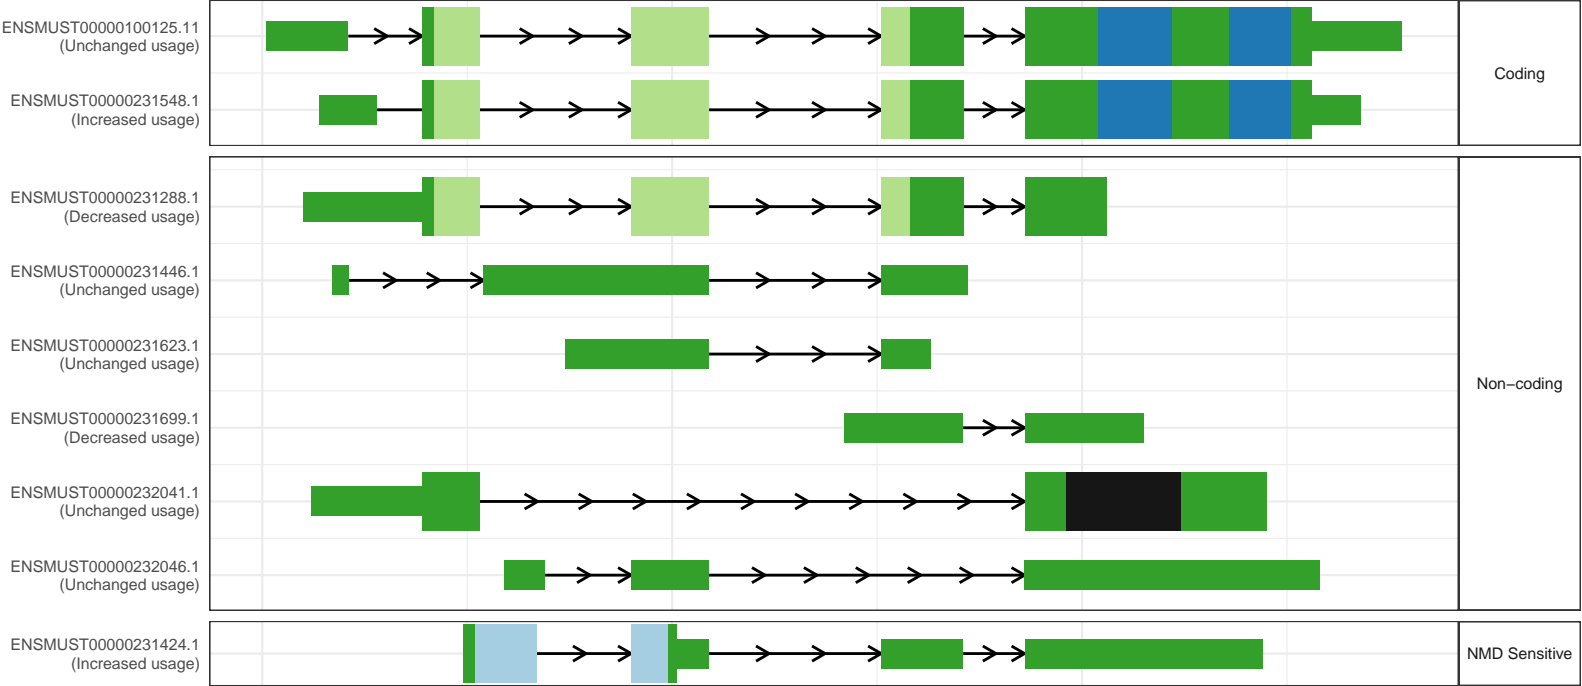 ENSMUST00000100125.11
(Unchanged usage)
ENSMUST00000231548.1
(Increased usage)
Coding
ENSMUST00000231288.1
(Decreased usage)
ENSMUST00000231446.1
(Unchanged usage)
ENSMUST00000231623.1
(Unchanged usage)
ENSMUST00000231699.1
(Decreased usage)
ENSMUST00000232041.1
(Unchanged usage)
ENSMUST00000232046.1
(Unchanged usage)
Non−coding
ENSMUST00000231424.1
(Increased usage)
NMD Sensitive